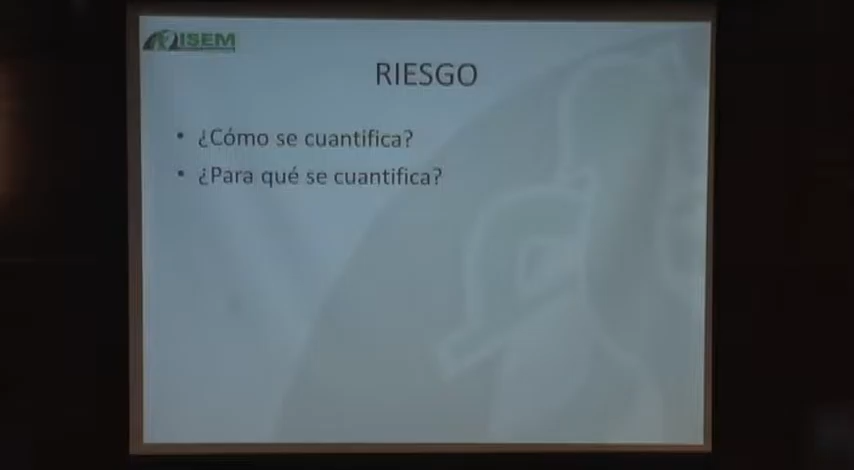 ISEM
RIESGO
• ¿Cómo se cuantifica?
• ¿Para qué se cuantifica?